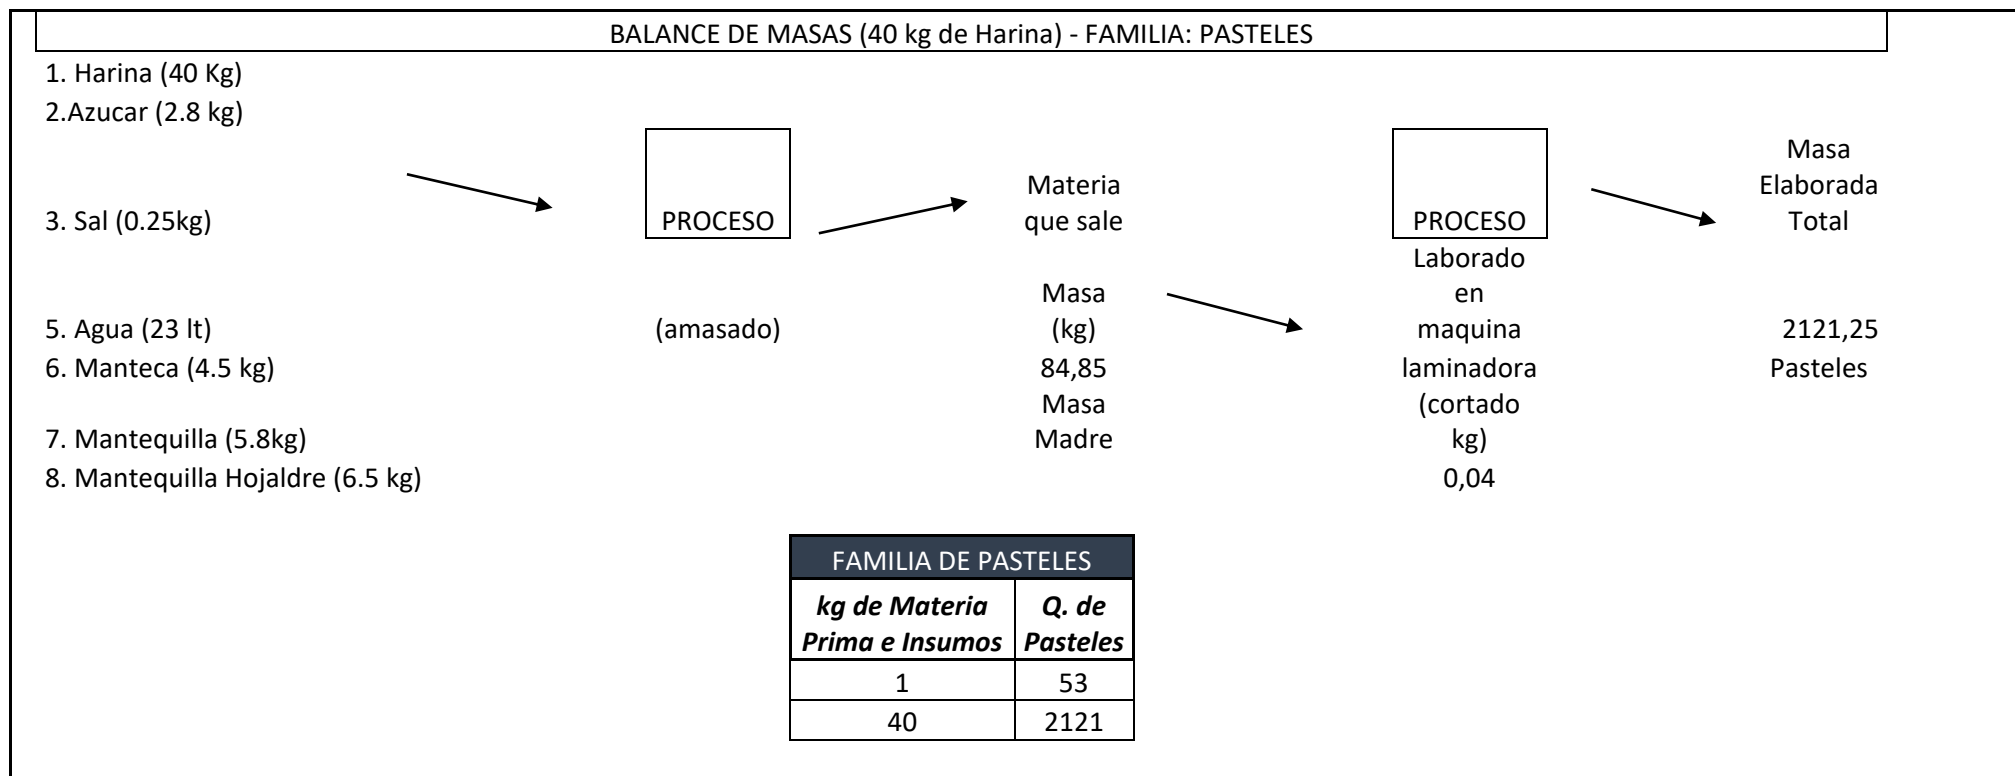 BALANCE DE MASAS (40 kg de Harina) - FAMILIA: PASTELES
1. Harina (40 Kg)
2.Azucar (2.8 kg)
3. Sal (0.25kg)
PROCESO
Materia
que sale
PROCESO
Masa
Elaborada
Total
5. Agua (23 lt)
(amasado)
Masa
(kg)
Laborado
en
maquina
2121,25
6. Manteca (4.5 kg)
84,85
laminadora
Pasteles
7. Mantequilla (5.8kg)
Masa
Madre
(cortado
kg)
8. Mantequilla Hojaldre (6.5 kg)
0,04
FAMILIA DE PASTELES
kg de Materia
Prima e Insumos
Q. de
Pasteles
1 53
40 2121